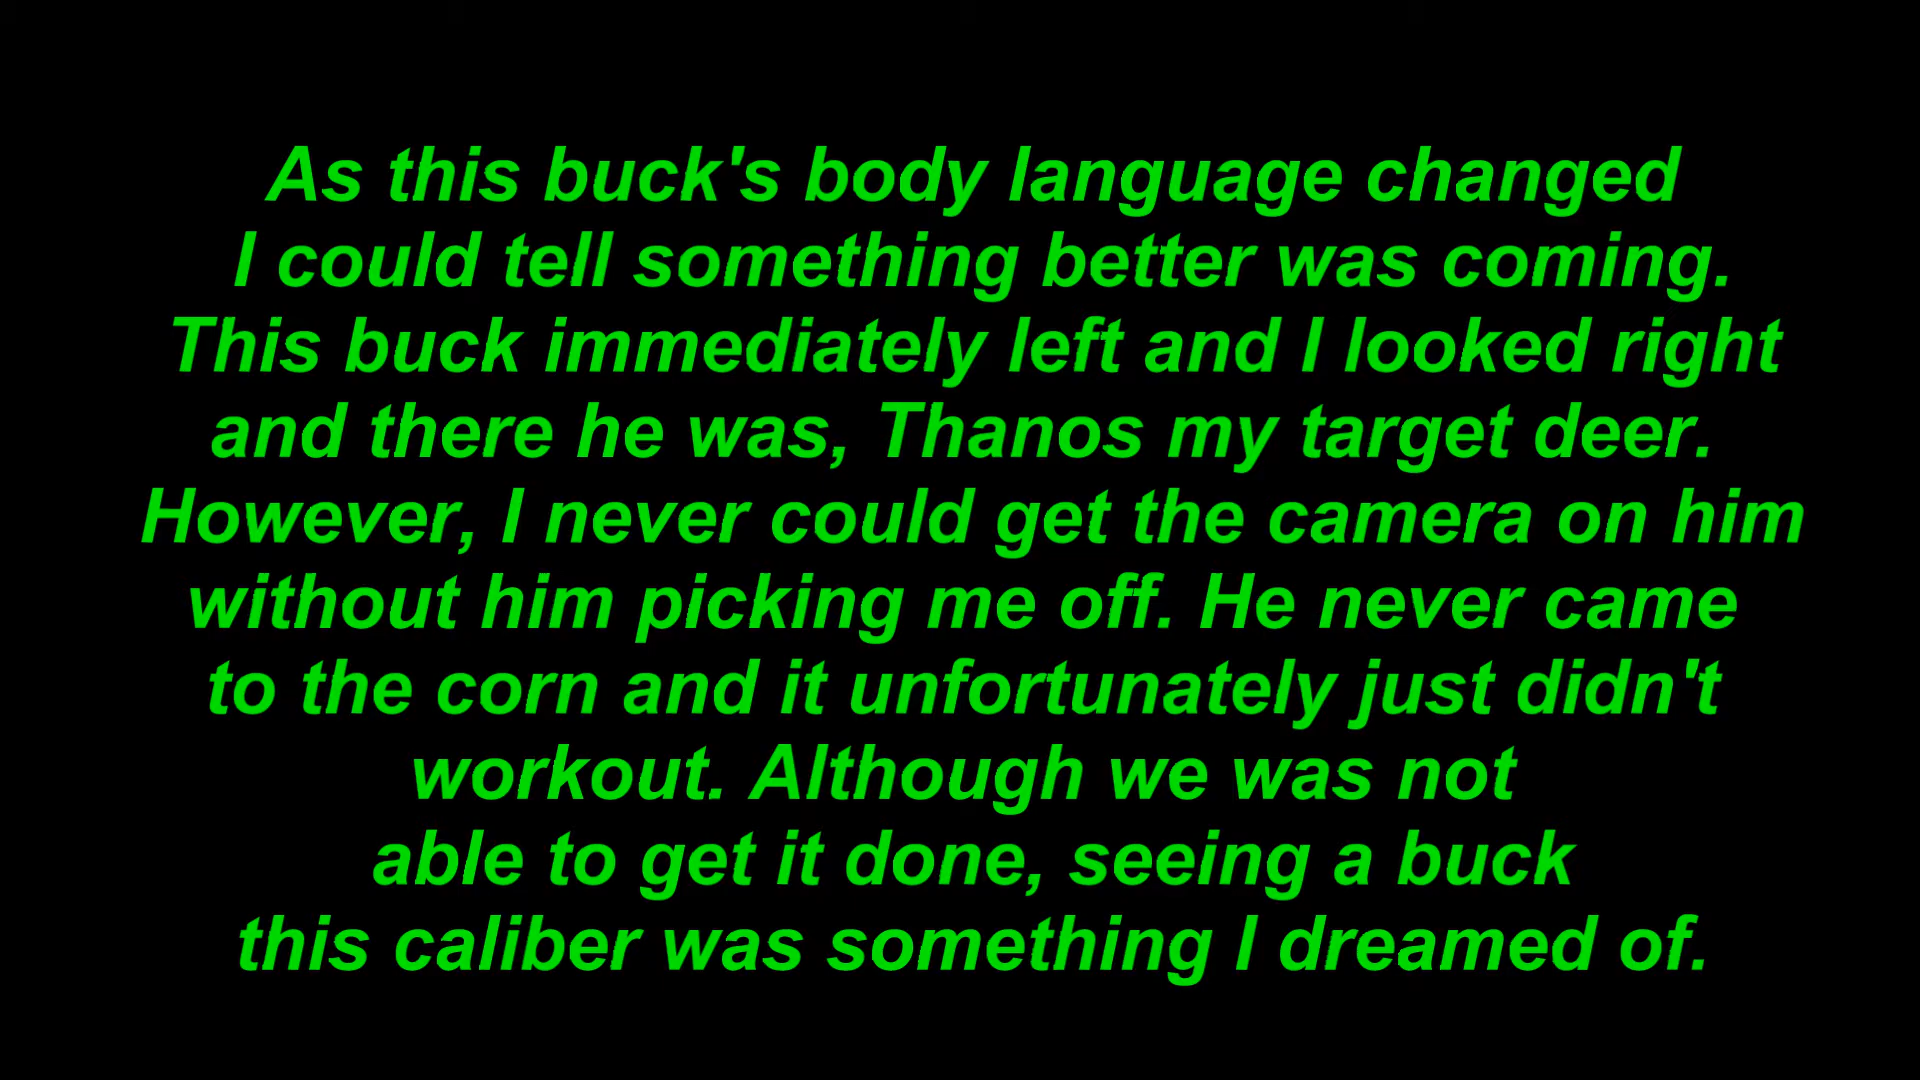 As this buck's body language changed
I could tell something better was coming.
This buck immediately left and I looked right
and there he was, Thanos my target deer.
However, I never could get the camera on him
without him picking me off. He never came
to the corn and it unfortunately just didn't
workout. Although we was not
able to get it done, seeing a buck
this caliber was something I dreamed of.